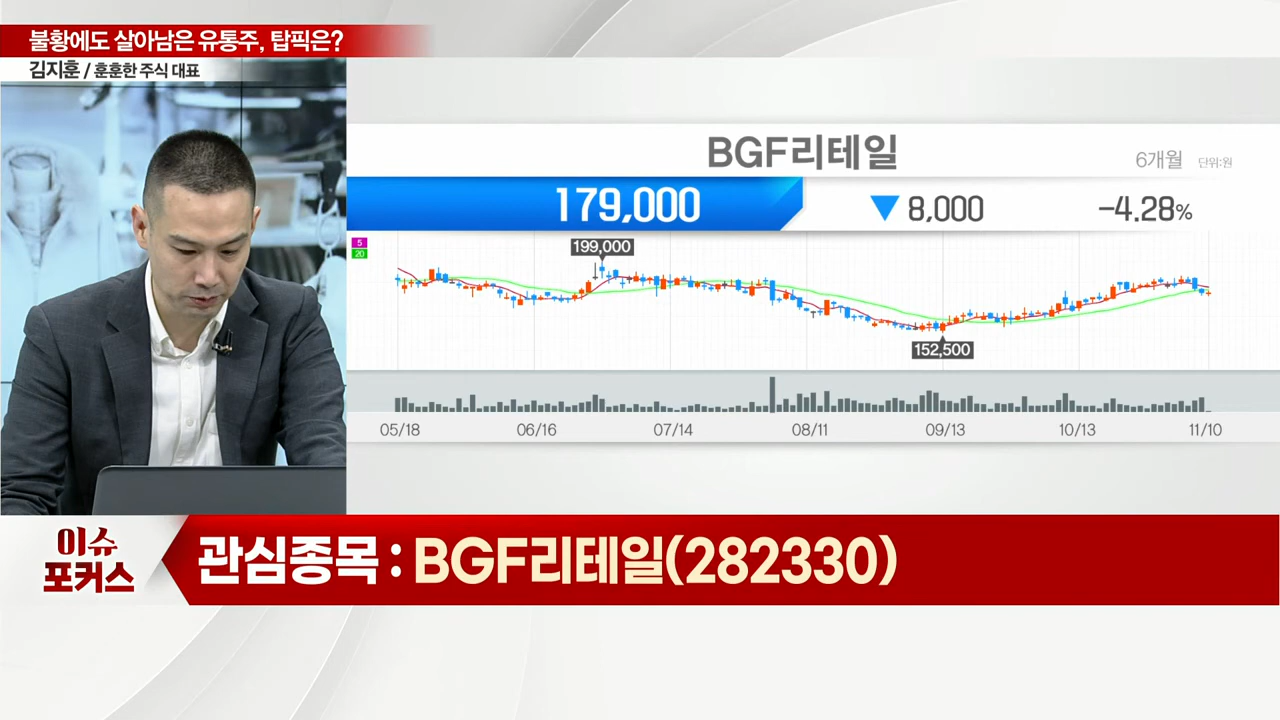 불황에도 살아남은 유통주, 탑픽은?
김지훈 / 훈훈한 주식 대표
BGF리테일
6개월 단위:원
179,000 ▼ 8,000 -4.28%
5
20
199,000
152,500
05/18 06/16 07/14 08/11 09/13 10/13 11/10
이슈
포커스
관심종목 : BGF리테일(282330)